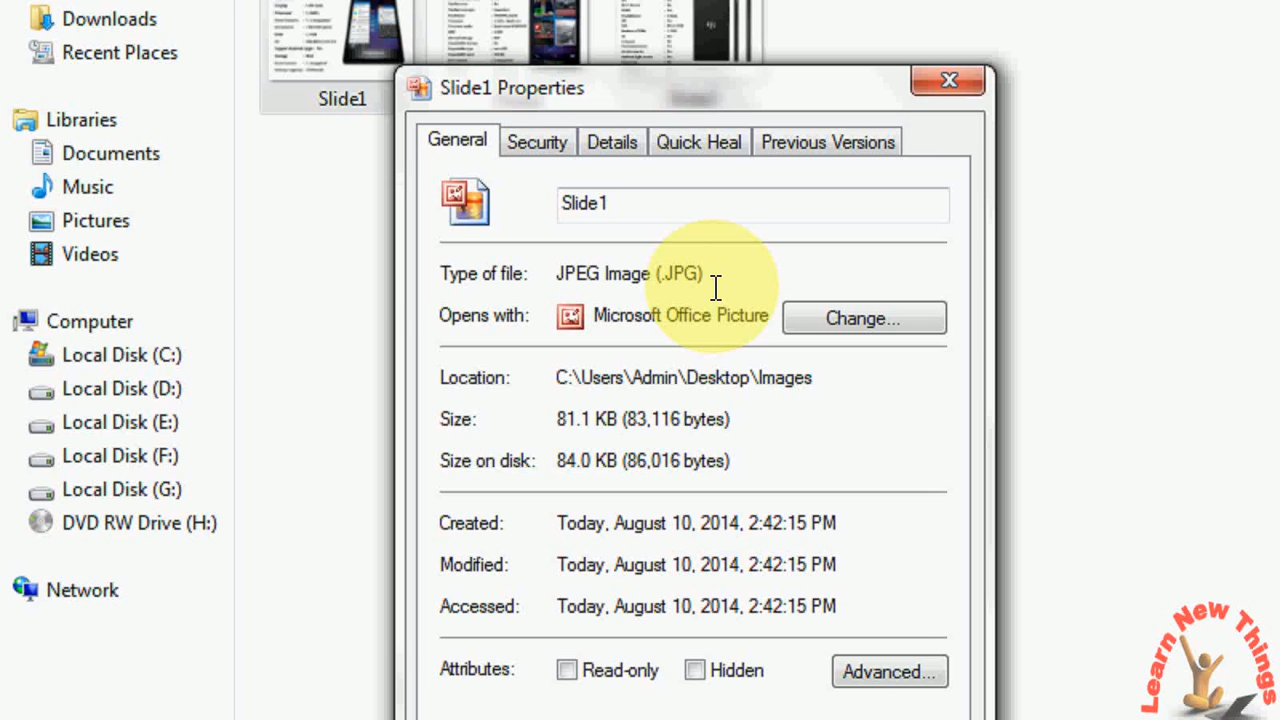 Downloads
Recent Places
Slide1
Libraries
Documents
Music
Pictures
Videos
Computer
Local Disk (C:)
Local Disk (D:)
Local Disk (E:)
Local Disk (F:)
Local Disk (G:)
DVD RW Drive (H:)
Network
Slide1 Properties
General Security Details Quick Heal Previous Versions
Slide1
Type of file: JPEG Image (.JPG)
Opens with: Microsoft Office Picture Change...
Location: C:\Users\Admin\Desktop\Images
Size: 81.1 KB (83,116 bytes)
Size on disk: 84.0 KB (86,016 bytes)
Created: Today, August 10, 2014, 2:42:15 PM
Modified: Today, August 10, 2014, 2:42:15 PM
Accessed: Today, August 10, 2014, 2:42:15 PM
Attributes: Read-only Hidden Advanced...
Learn New Things